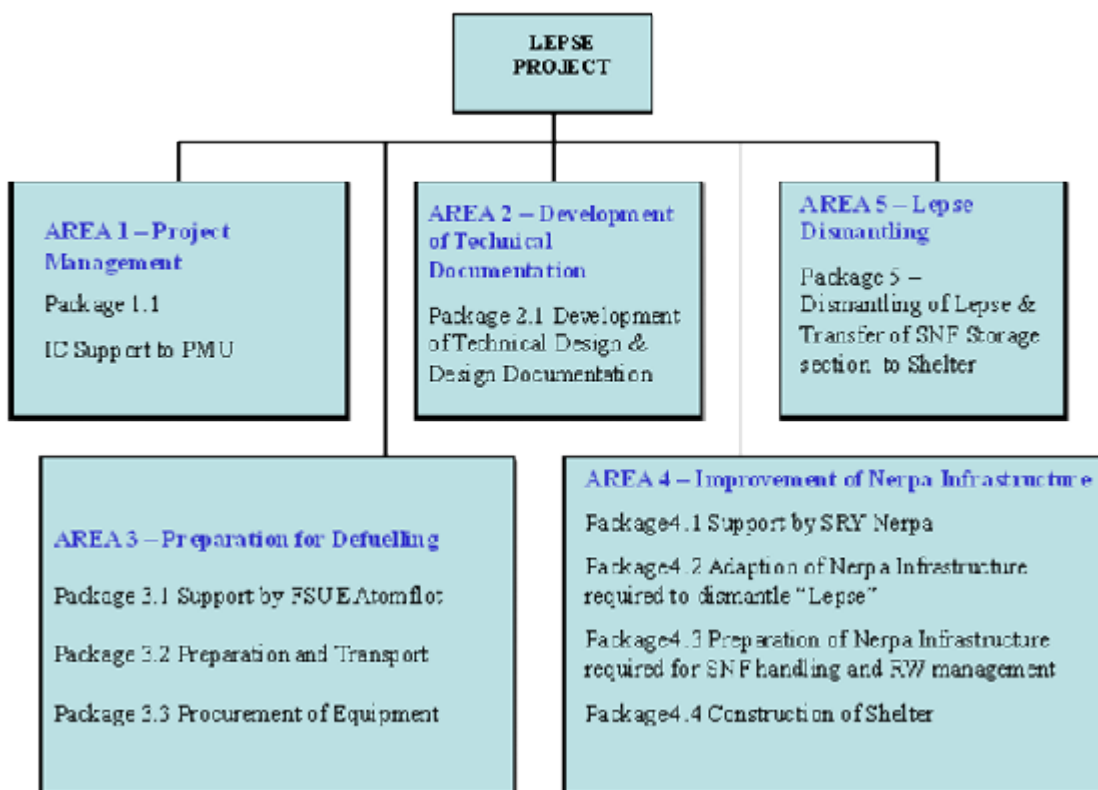 LEPSE
PROJECT
AREA 1 – Project
Management
Package 1.1
IC Support to PMU
AREA 2 – Development
of Technical
Documentation
Package 2.1 Development
of Technical Design &
Design Documentation
AREA 5 – Lepse
Dismantling
Package 5 –
Dismantling of Lepse &
Transfer of SNF Storage
section to Shelter
AREA 3 – Preparation for Defuelling
Package 3.1 Support by FSUE Atomflot
Package 3.2 Preparation and Transport
Package 3.3 Procurement of Equipment
AREA 4 – Improvement of Nerpa Infrastructure
Package4.1 Support by SRY Nerpa
Package4.2 Adaption of Nerpa Infrastructure
required to dismantle "Lepse"
Package4.3 Preparation of Nerpa Infrastructure
required for SNF handling and RW management
Package4.4 Construction of Shelter